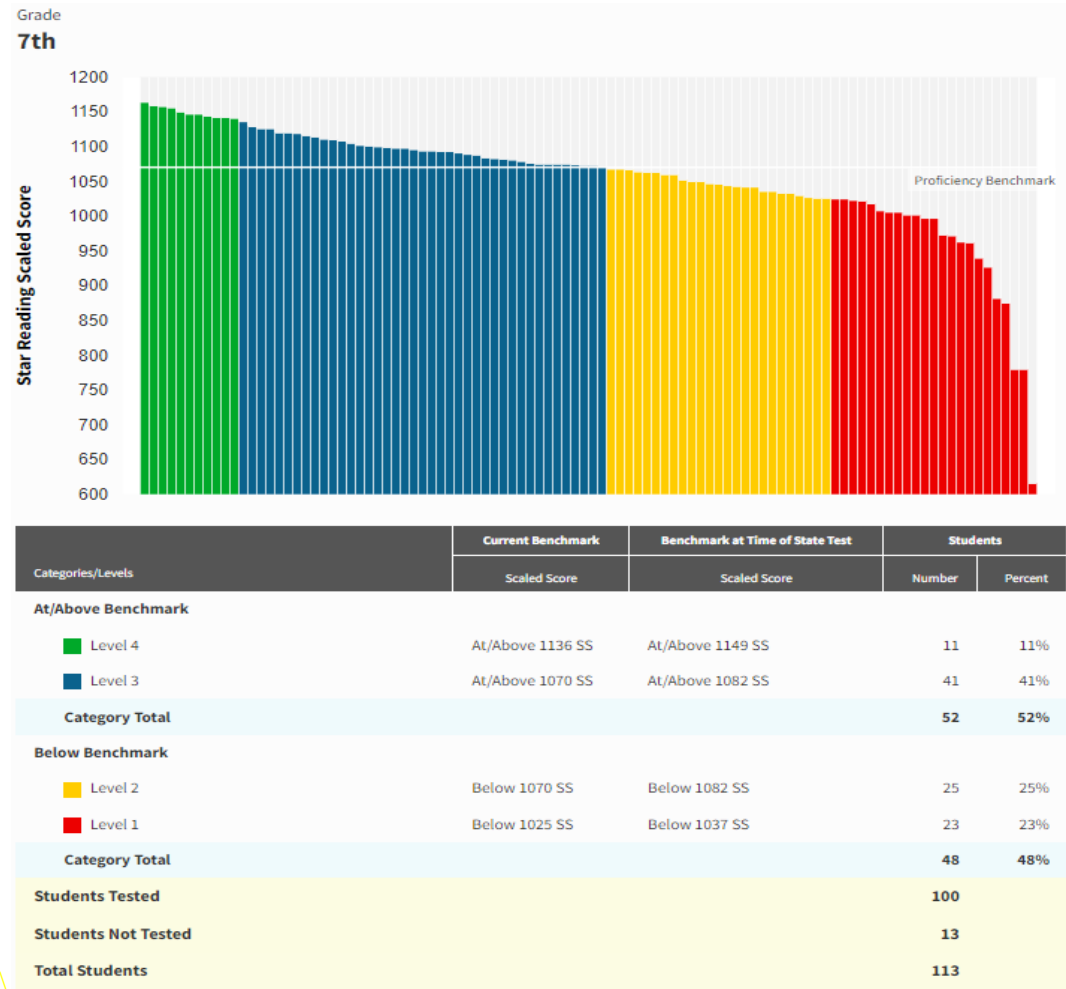 Grade
7th
1200
1150
1100
1050
1000
950
900
850
800
750
700
650
600
Star Reading Scaled Score
Proficiency Benchmark
Categories/Levels Current Benchmark Benchmark at Time of State Test Students
Scaled Score Scaled Score Number Percent
At/Above Benchmark
Level 4 At/Above 1136 SS At/Above 1149 SS 11 11%
Level 3 At/Above 1070 SS At/Above 1082 SS 41 41%
Category Total 52 52%
Below Benchmark
Level 2 Below 1070 SS Below 1082 SS 25 25%
Level 1 Below 1025 SS Below 1037 SS 23 23%
Category Total 48 48%
Students Tested 100
Students Not Tested 13
Total Students 113